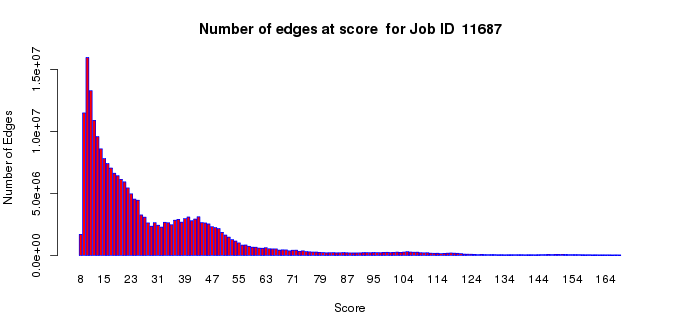 Number of edges at score  for Job ID  11687
Number of Edges
1.5e+07
1.0e+07
5.0e+06
0.0e+00
8 15 23 31 39 47 55 63 71 79 87 95 104 114 124 134 144 154 164
Score